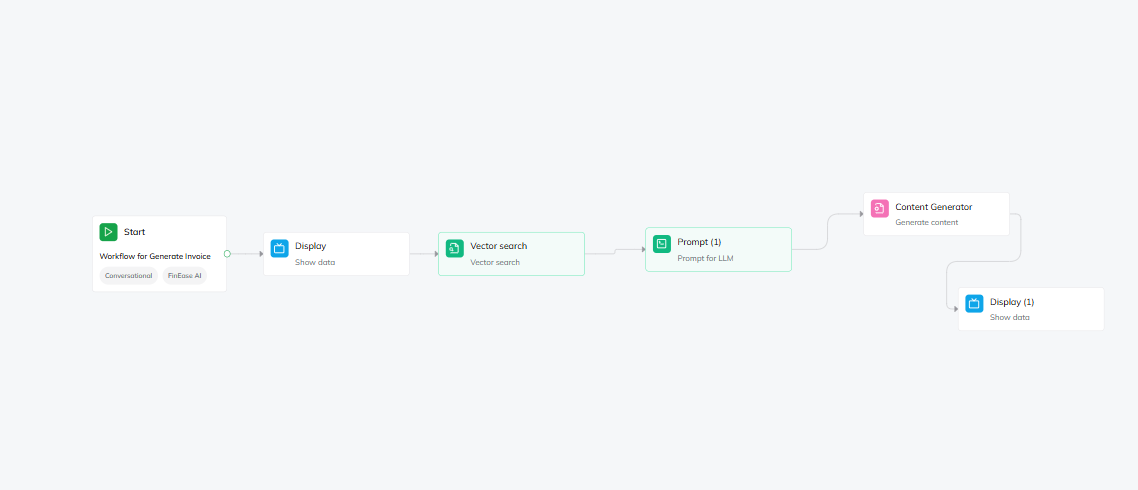 Start
Workflow for Generate Invoice
Conversational
FinEase AI
Display
Show data
Vector search
Vector search
Prompt (1)
Prompt for LLM
Content Generator
Generate content
Display (1)
Show data